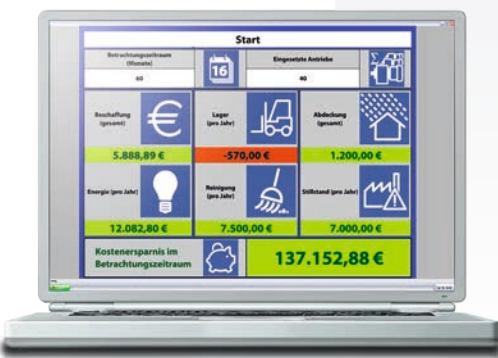 Start
Betrachtungszeitraum
(Monate)
60
16
Eingesetzte Antriebe
40
Beschaffung
(gesamt)
5.888,89 €
Lager
(pro Jahr)
-570,00 €
Abdeckung
(gesamt)
1.200,00 €
Energie (pro Jahr)
12.082,80 €
Reinigung
(pro Jahr)
7.500,00 €
Stillstand (pro Jahr)
7.000,00 €
Kostenersparnis im
Betrachtungszeitraum
137.152,88 €